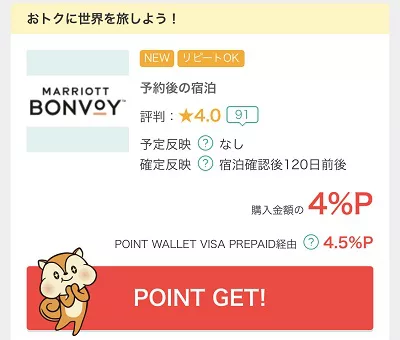 おトクに世界を旅しよう！
NEW リピートOK
MARRIOTT
BONVOY™
予約後の宿泊
評判：★4.0 91
予定反映 ? なし
確定反映 ? 宿泊確認後120日前後
購入金額の 4%P
POINT WALLET VISA PREPAID経由 ? 4.5%P
POINT GET!